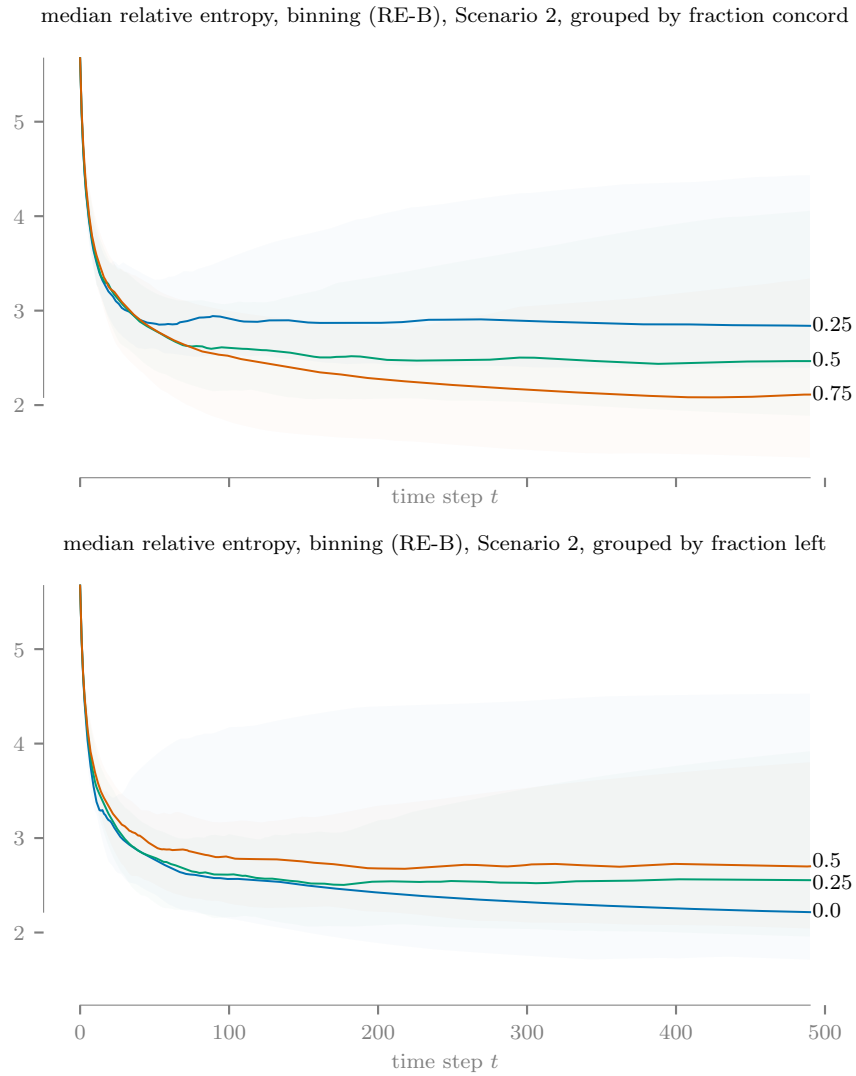 median relative entropy, binning (RE-B), Scenario 2, grouped by fraction concord
5
4
3
2
0.25
0.5
0.75
time step t
median relative entropy, binning (RE-B), Scenario 2, grouped by fraction left
5
4
3
2
0.5
0.25
0.0
0 100 200 300 400 500
time step t